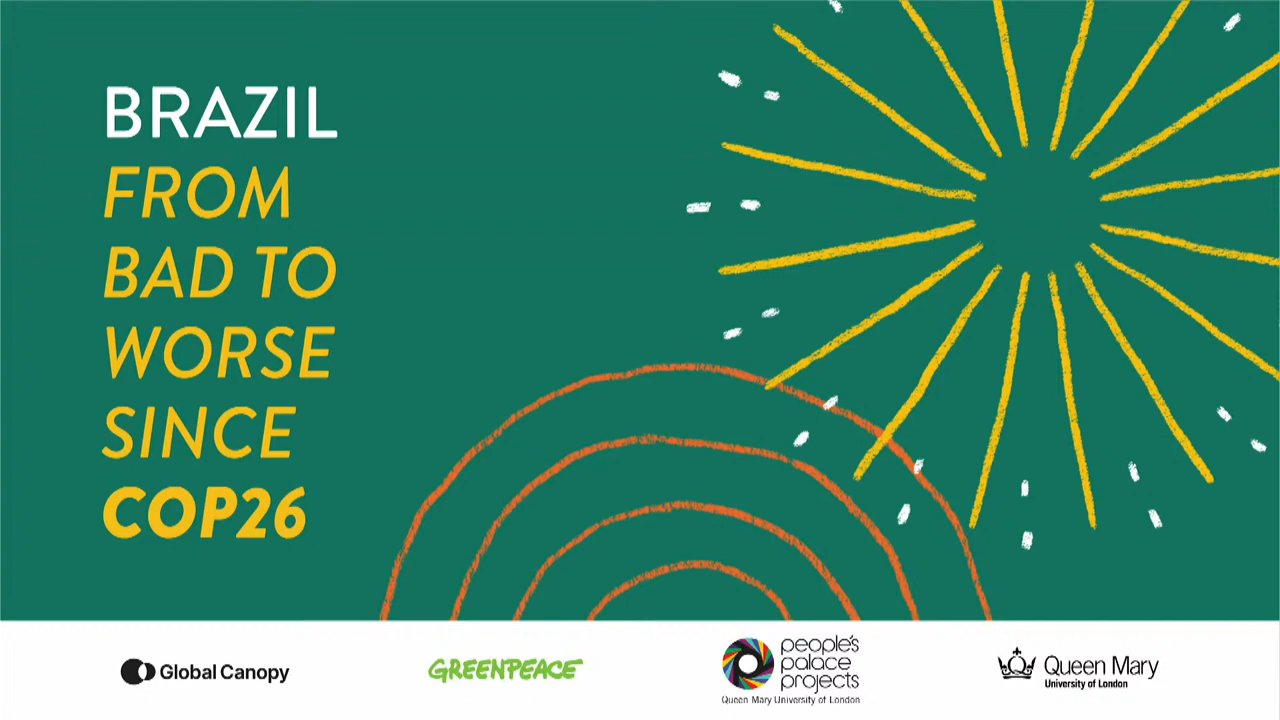 BRAZIL
FROM
BAD TO
WORSE
SINCE
COP26
Global Canopy
GREENPEACE
people's
palace
projects
Queen Mary University of London
Queen Mary
University of London